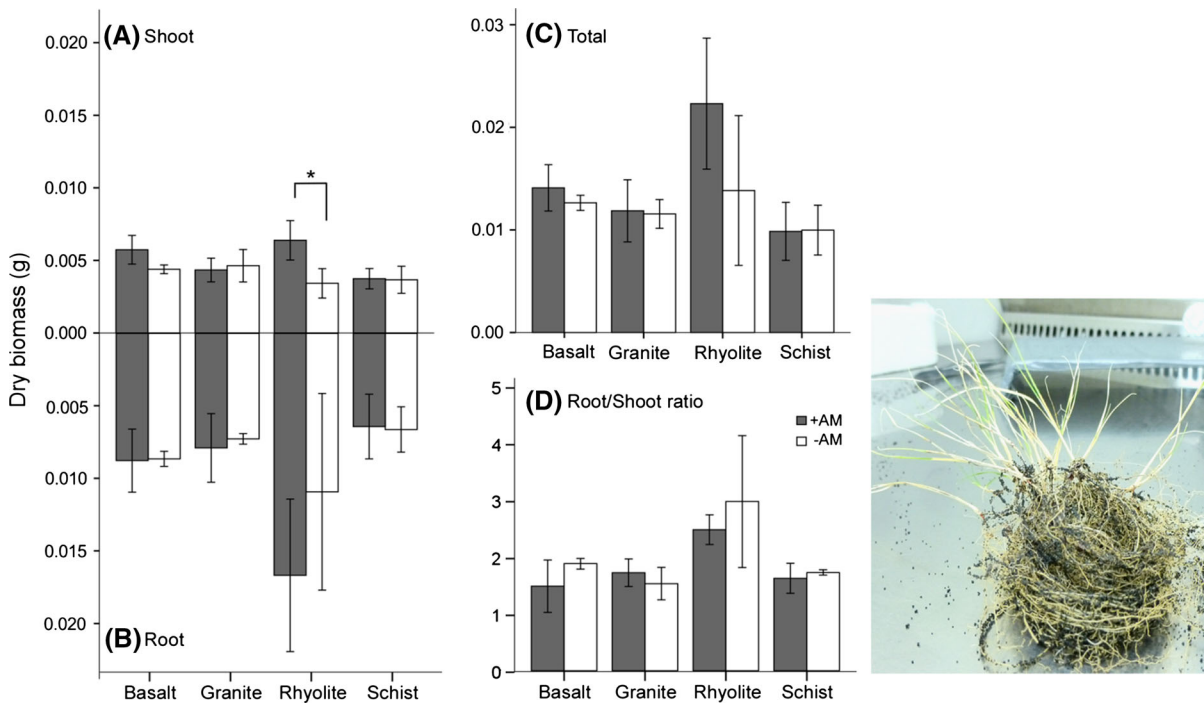 (A) Shoot
0.020
0.015
0.010
0.005
0.000
0.005
0.010
0.015
0.020
Dry biomass (g)
*
(B) Root
Basalt Granite Rhyolite Schist
(C) Total
0.03
0.02
0.01
0.00
Basalt Granite Rhyolite Schist
(D) Root/Shoot ratio
5
4
3
2
1
0
+AM
-AM
Basalt Granite Rhyolite Schist